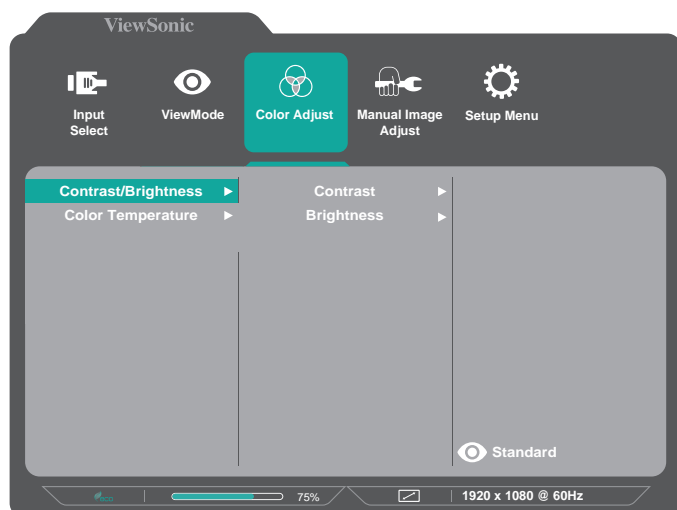 ViewSonic
Input
Select
ViewMode
Color Adjust
Manual Image
Adjust
Setup Menu
Contrast/Brightness
Contrast
Color Temperature
Brightness
Standard
eco
75%
1920 x 1080 @ 60Hz